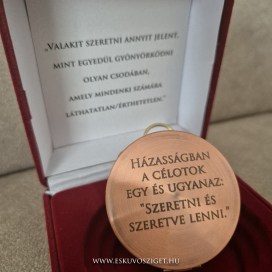 „VALAKIT SZERETNI ANNYIT JELENT,
MINT EGYEDÜL GYÖNYÖRKÖDNI
OLYAN CSODÁBAN,
AMELY MINDENKI SZÁMÁRA
LÁTHATATLAN/ÉRTHETETLEN."
HÁZASSÁGBAN
A CÉLOTOK
EGY ÉS UGYANAZ:
"SZERETNI ÉS
SZERETVE LENNI."
WWW.ESKUVOSZIGET.HU